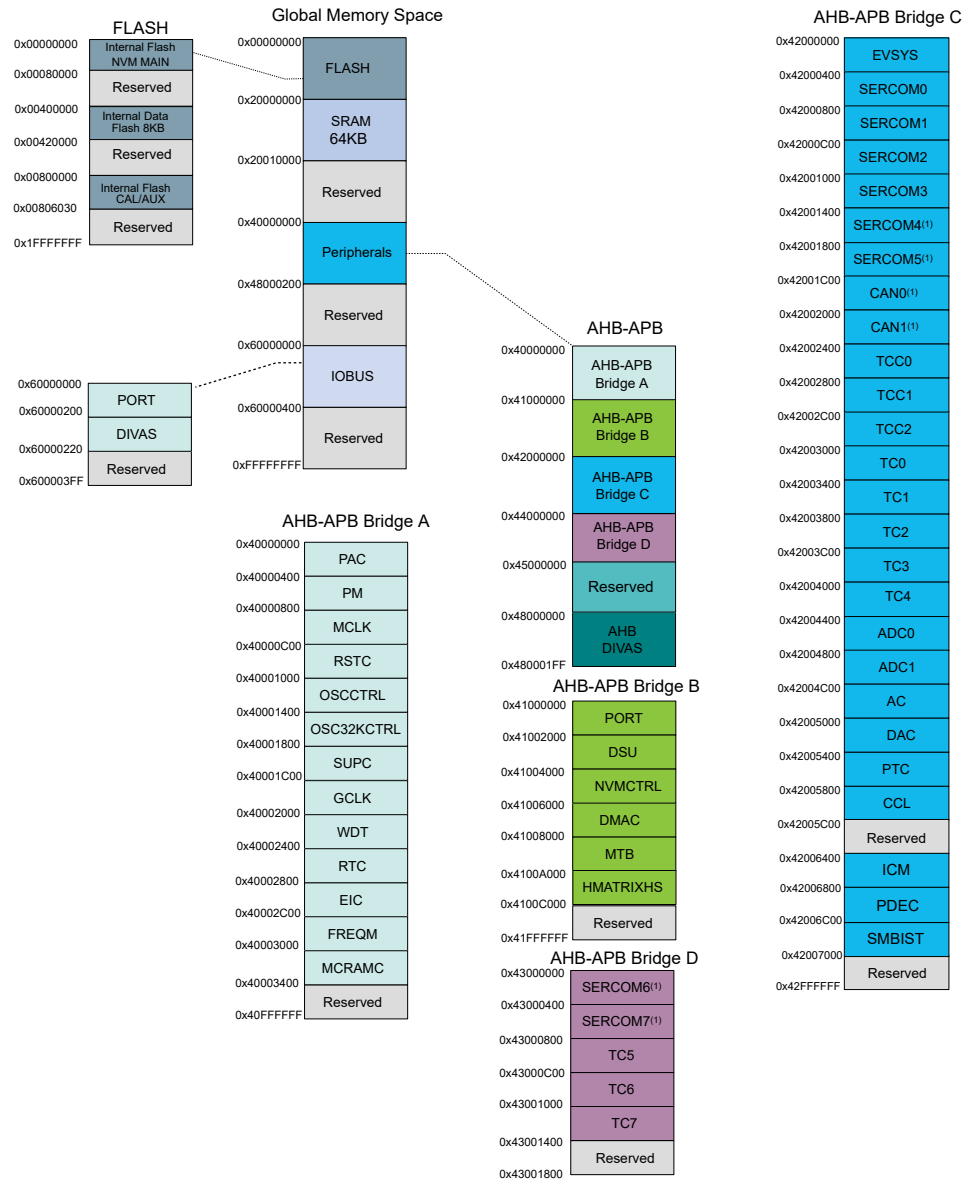 FLASH
0x00000000
Internal Flash
NVM MAIN
0x00080000
Reserved
0x00400000
Internal Data
Flash 8KB
0x00420000
Reserved
0x00800000
Internal Flash
CAL/AUX
0x00806030
Reserved
0x1FFFFFFF
Global Memory Space
0x00000000
FLASH
0x20000000
SRAM
64KB
0x20010000
Reserved
0x40000000
Peripherals
0x48000200
Reserved
0x60000000
IOBUS
0x60000400
Reserved
0xFFFFFFFF
0x60000000
PORT
0x60000200
DIVAS
0x60000220
Reserved
0x600003FF
AHB-APB
0x40000000
AHB-APB
Bridge A
0x41000000
AHB-APB
Bridge B
0x42000000
AHB-APB
Bridge C
0x44000000
AHB-APB
Bridge D
0x45000000
Reserved
0x48000000
AHB
DIVAS
0x480001FF
AHB-APB Bridge A
0x40000000
PAC
0x40000400
PM
0x40000800
MCLK
0x40000C00
RSTC
0x40001000
OSCCTRL
0x40001400
OSC32KCTRL
0x40001800
SUPC
0x40001C00
GCLK
0x40002000
WDT
0x40002400
RTC
0x40002800
EIC
0x40002C00
FREQM
0x40003000
MCRAMC
0x40003400
Reserved
0x40FFFFFF
AHB-APB Bridge B
0x41000000
PORT
0x41002000
DSU
0x41004000
NVMCTRL
0x41006000
DMAC
0x41008000
MTB
0x4100A000
HMATRIXHS
0x4100C000
Reserved
0x41FFFFFF
AHB-APB Bridge D
0x43000000
SERCOM6(1)
0x43000400
SERCOM7(1)
0x43000800
TC5
0x43000C00
TC6
0x43001000
TC7
0x43001400
Reserved
0x43001800
AHB-APB Bridge C
0x42000000
EVSYS
0x42000400
SERCOM0
0x42000800
SERCOM1
0x42000C00
SERCOM2
0x42001000
SERCOM3
0x42001400
SERCOM4(1)
0x42001800
SERCOM5(1)
0x42001C00
CAN0(1)
0x42002000
CAN1(1)
0x42002400
TCC0
0x42002800
TCC1
0x42002C00
TCC2
0x42003000
TC0
0x42003400
TC1
0x42003800
TC2
0x42003C00
TC3
0x42004000
TC4
0x42004400
ADC0
0x42004800
ADC1
0x42004C00
AC
0x42005000
DAC
0x42005400
PTC
0x42005800
CCL
0x42005C00
Reserved
0x42006400
ICM
0x42006800
PDEC
0x42006C00
SMBIST
0x42007000
Reserved
0x42FFFFFF